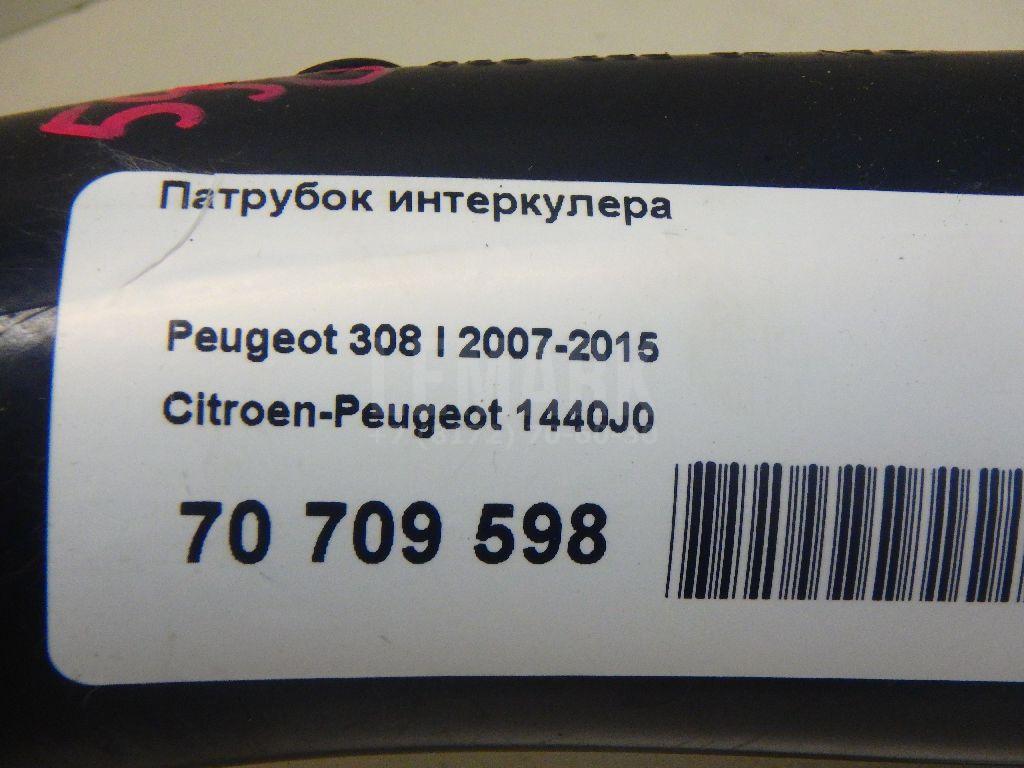 Патрубок интеркулера
Peugeot 308 I 2007-2015
Citroen-Peugeot 1440J0
70 709 598